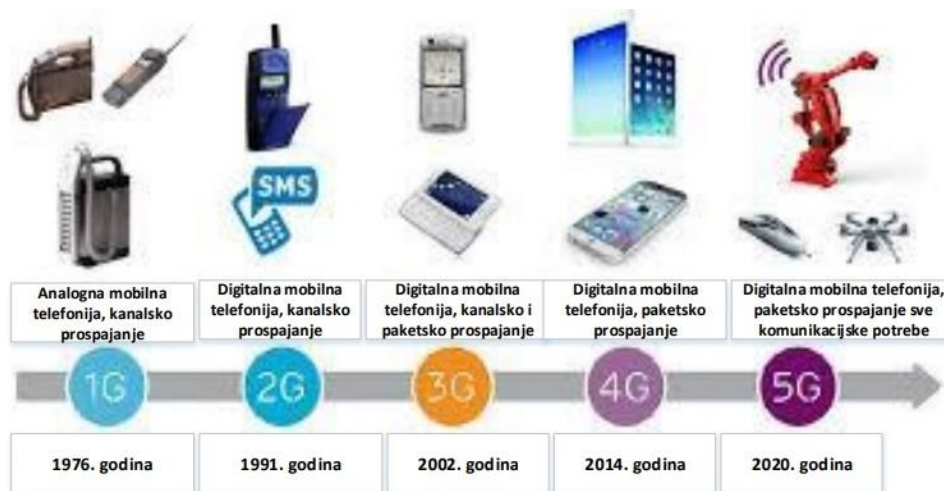 SMS
Analogna mobilna
telefonija, kanalsko
prospajanje
Digitalna mobilna
telefonija, kanalsko
prospajanje
Digitalna mobilna
telefonija, kanalsko i
paketsko prospajanje
Digitalna mobilna
telefonija, paketsko
prospajanje
Digitalna mobilna telefonija,
paketsko prospajanje sve
komunikacijske potrebe
1G
2G
3G
4G
5G
1976. godina
1991. godina
2002. godina
2014. godina
2020. godina